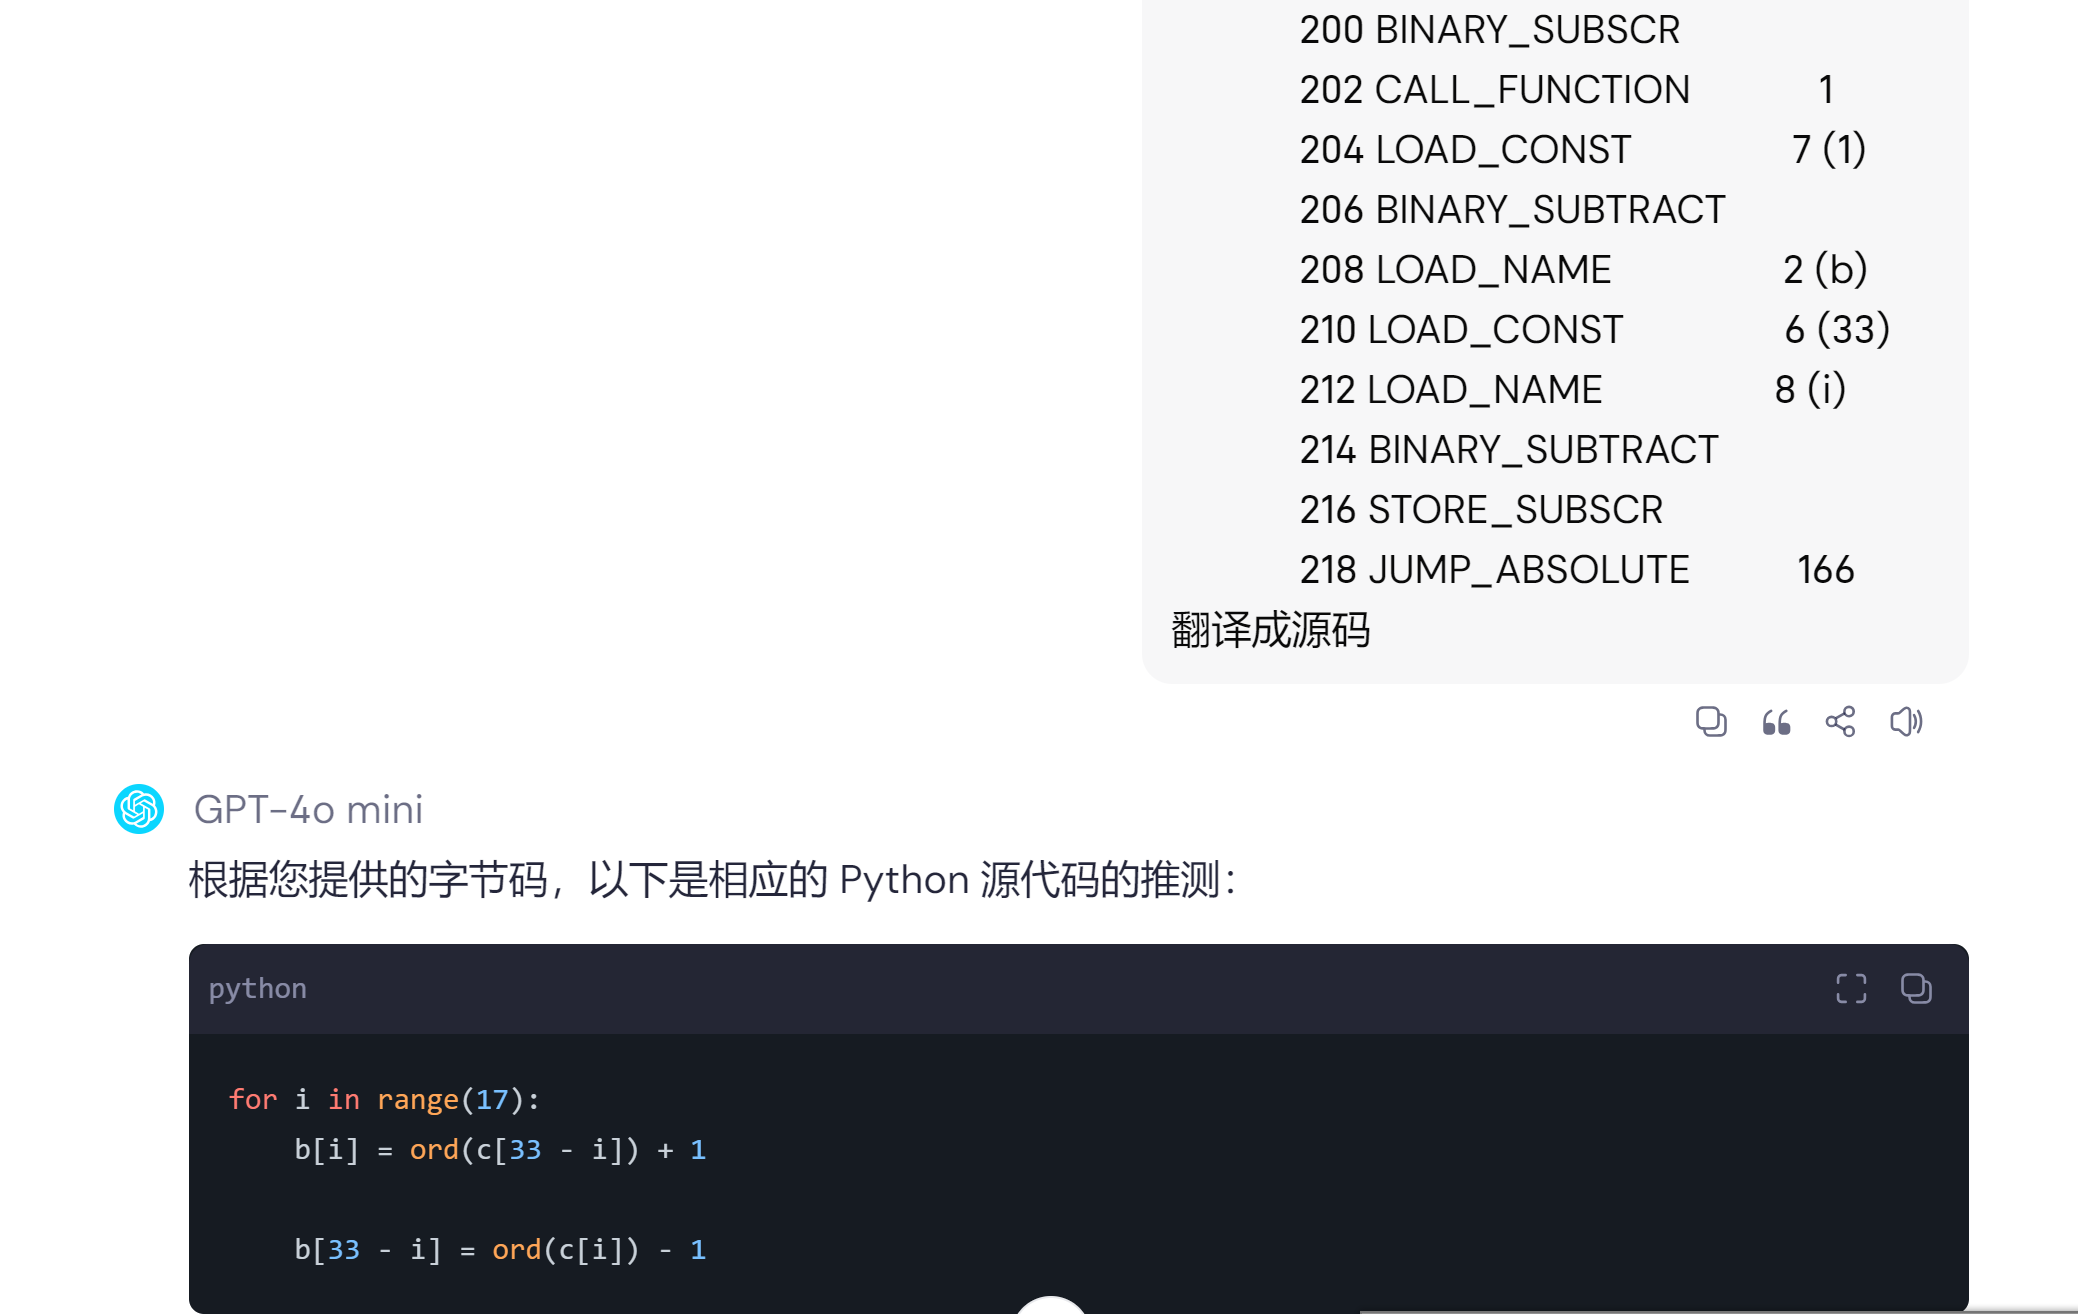 200 BINARY_SUBSCR
202 CALL_FUNCTION 1
204 LOAD_CONST 7 (1)
206 BINARY_SUBTRACT
208 LOAD_NAME 2 (b)
210 LOAD_CONST 6 (33)
212 LOAD_NAME 8 (i)
214 BINARY_SUBTRACT
216 STORE_SUBSCR
218 JUMP_ABSOLUTE 166
翻译成源码
GPT-4o mini
根据您提供的字节码，以下是相应的 Python 源代码的推测：
python
for i in range(17):
    b[i] = ord(c[33 - i]) + 1
    b[33 - i] = ord(c[i]) - 1